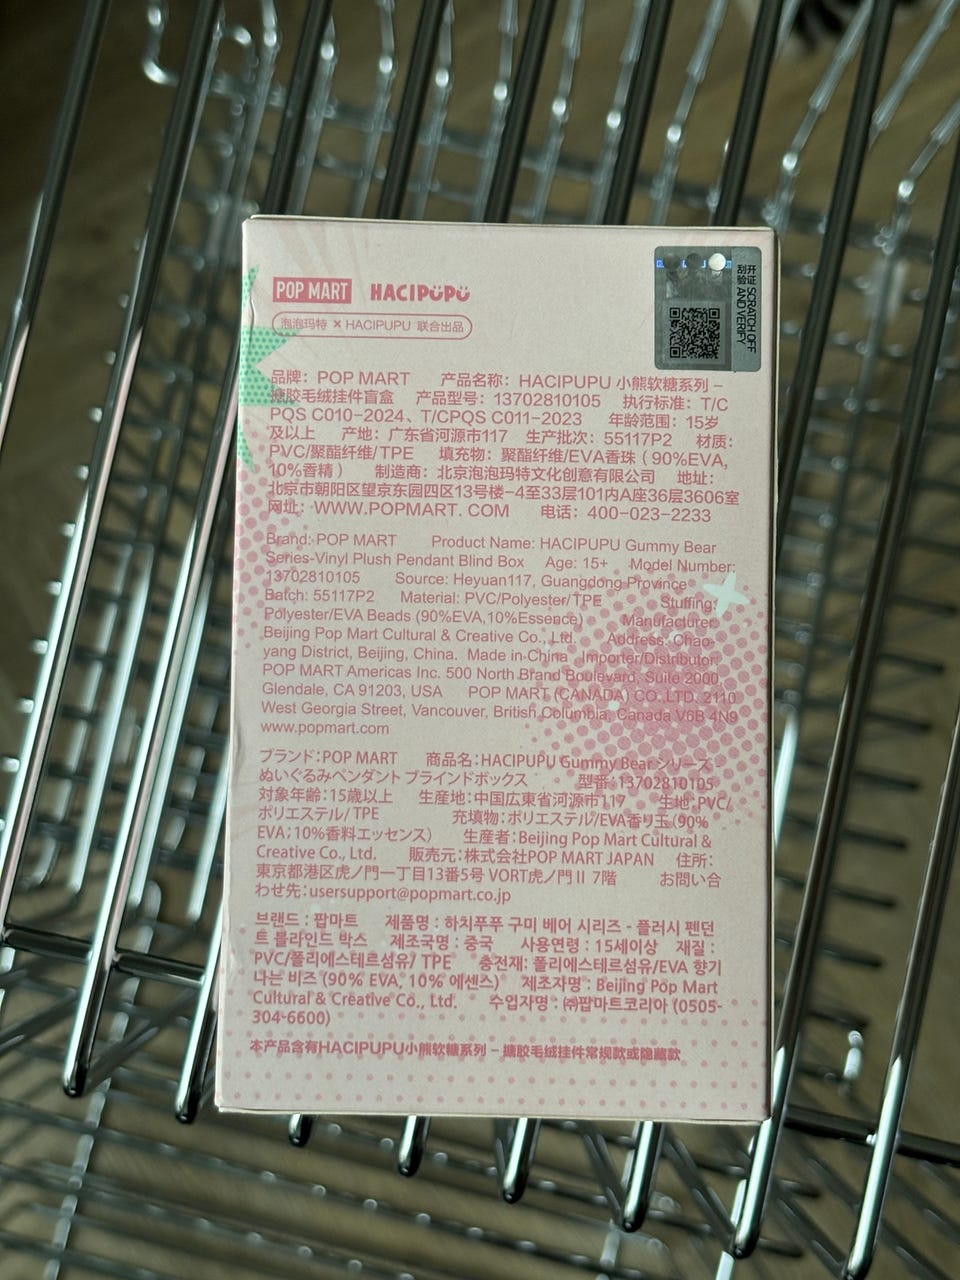 POP MART HACIPUPU
泡泡玛特 × HACIPUPU 联合出品
开运 SCRATCH OFF
刮验 AND VERIFY
品牌：POP MART 产品名称：HACIPUPU 小熊软糖系列－
搪胶毛绒挂件盲盒 产品型号：13702810105 执行标准：T/C
PQS C010-2024、T/CPQS C011-2023 年龄范围：15岁
及以上 产地：广东省河源市117 生产批次：55117P2 材质：
PVC/聚酯纤维/TPE 填充物：聚酯纤维/EVA香珠（90%EVA,
10%香精） 制造商：北京泡泡玛特文化创意有限公司 地址：
北京市朝阳区望京东园四区13号楼-4至33层101内A座36层3606室
网址：WWW.POPMART.COM 电话：400-023-2233
Brand: POP MART Product Name: HACIPUPU Gummy Bear
Series-Vinyl Plush Pendant Blind Box Age: 15+ Model Number:
13702810105 Source: Heyuan117, Guangdong Province
Batch: 55117P2 Material: PVC/Polyester/TPE Stuffing:
Polyester/EVA Beads (90%EVA,10%Essence) Manufacturer:
Beijing Pop Mart Cultural & Creative Co., Ltd. Address: Chao-
yang District, Beijing, China. Made in China Importer/Distributor:
POP MART Americas Inc. 500 North Brand Boulevard, Suite 2000,
Glendale, CA 91203, USA POP MART (CANADA) CO. LTD. 2110
West Georgia Street, Vancouver, British Columbia, Canada V6B 4N9
www.popmart.com
ブランド：POP MART 商品名：HACIPUPU Gummy Bear シリーズ -
ぬいぐるみペンダント ブラインドボックス 型番：13702810105
対象年齢：15歳以上 生産地：中国広東省河源市117 生地：PVC/
ポリエステル/ TPE 充填物：ポリエステル/EVA香り玉（90%
EVA；10%香料エッセンス） 生産者：Beijing Pop Mart Cultural &
Creative Co., Ltd. 販売元：株式会社POP MART JAPAN 住所：
東京都港区虎ノ門一丁目13番5号 VORT虎ノ門Ⅱ 7階 お問い合
わせ先：usersupport@popmart.co.jp
브랜드 : 팝마트 제품명 : 하치푸푸 구미 베어 시리즈 - 플러시 펜던
트 블라인드 박스 제조국명 : 중국 사용연령 : 15세이상 재질 :
PVC/폴리에스테르섬유/ TPE 충전재: 폴리에스테르섬유/EVA 향기
나는 비즈 (90% EVA, 10% 에센스) 제조자명 : Beijing Pop Mart
Cultural & Creative Co., Ltd. 수입자명 : ㈜팝마트코리아 (0505-
304-6600)
本产品含有HACIPUPU小熊软糖系列－搪胶毛绒挂件常规款或隐藏款